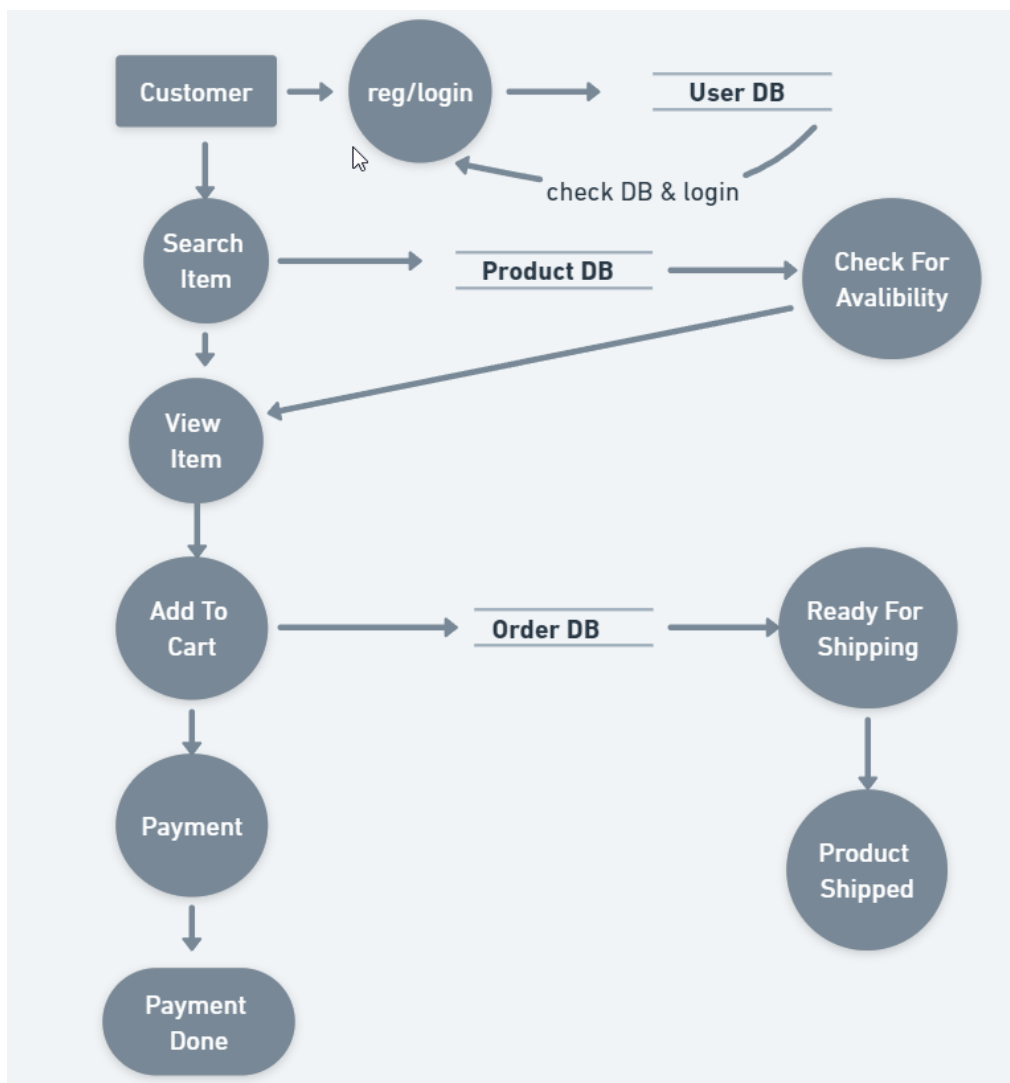 Customer
reg/login
User DB
check DB & login
Search
Item
Product DB
Check For
Avalibility
View
Item
Add To
Cart
Order DB
Ready For
Shipping
Payment
Product
Shipped
Payment
Done